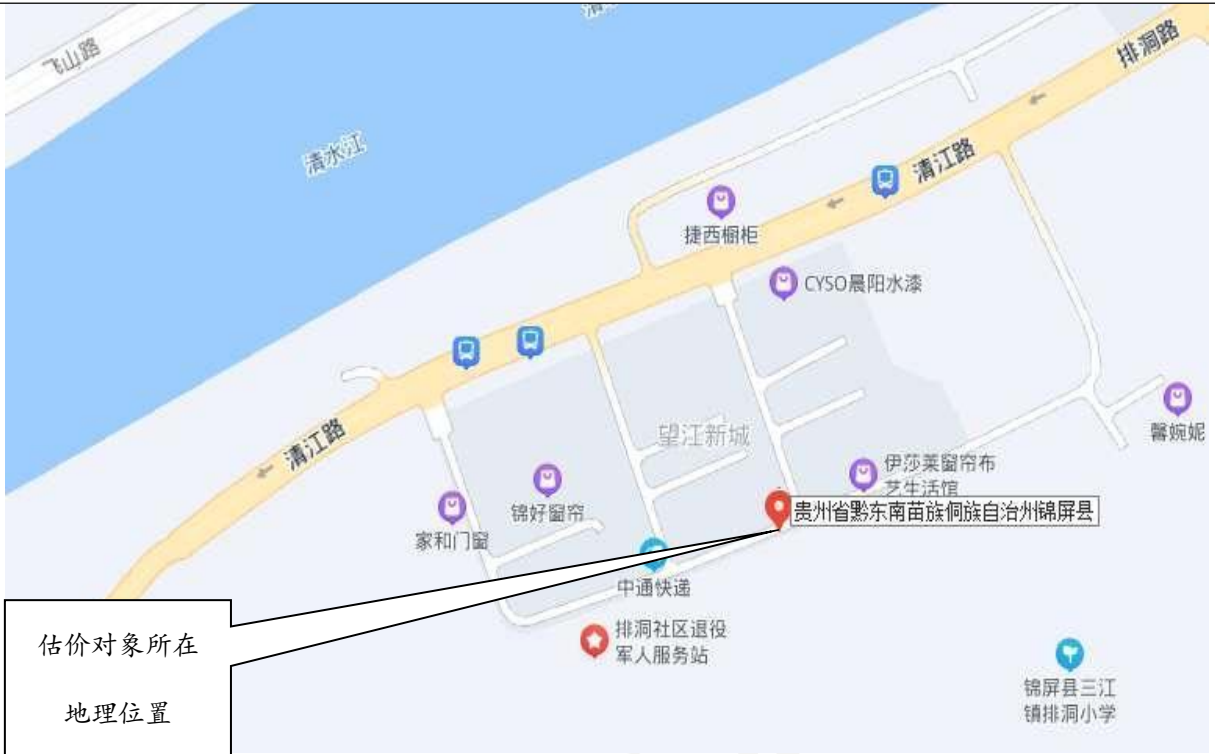 清
飞山路
排洞路
清水江
清江路
捷西橱柜
CYSO晨阳水漆
清江路
望江新城
馨婉妮
伊莎莱窗帘布
艺生活馆
锦好窗帘
贵州省黔东南苗族侗族自治州锦屏县
家和门窗
中通快递
排洞社区退役
军人服务站
估价对象所在
地理位置
锦屏县三江
镇排洞小学